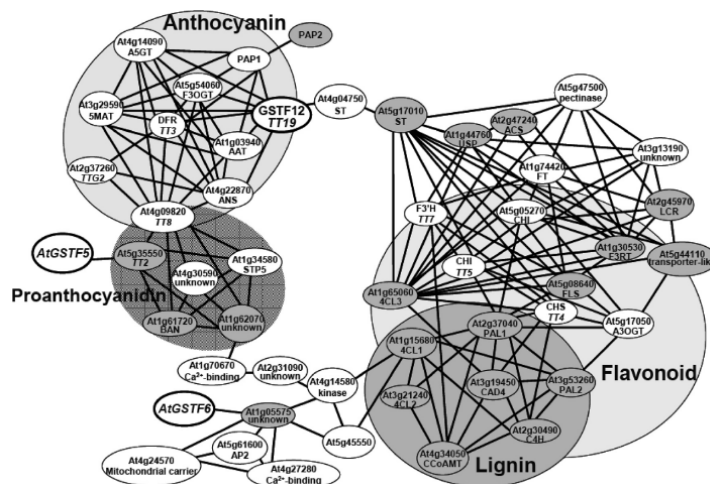 Anthocyanin
PAP2
At4g14090
A5GT
PAP1
At5g54060
F3OGT
At3g29590
5MAT
DFR
TT3
GSTF12
TT19
At4g04750
ST
At1g03940
AAT
At2g37260
TTG2
At4g22870
ANS
At4g09820
TT8
At5g47500
pectinase
At5g17010
ST
At2g47240
ACS
At1g44760
USP
At3g13190
unknown
At1g74420
FT
At2g45970
LCR
F3'H
TT7
At5g05270
CHI
At1g30530
F3RT
At5g44110
transporter-lik
CHI
TT5
At5g08640
FLS
At1g65060
4CL3
CHS
TT4
At5g17050
A3OGT
Flavonoid
AtGSTF5
At5g35550
TT2
At1g34580
STP5
At4g30590
unknown
Proanthocyanidin
At1g61720
BAN
At1g62070
unknown
At1g70670
Ca²⁺-binding
At2g31090
unknown
At4g14580
kinase
AtGSTF6
At1g05575
unknown
At5g45550
At5g61600
AP2
At4g24570
Mitochondrial carrier
At4g27280
Ca²⁺-binding
At2g37040
PAL1
At1g15680
4CL1
At3g19450
CAD4
At3g53260
PAL2
At3g21240
4CL2
At2g30490
C4H
At4g34050
CCoAMT
Lignin